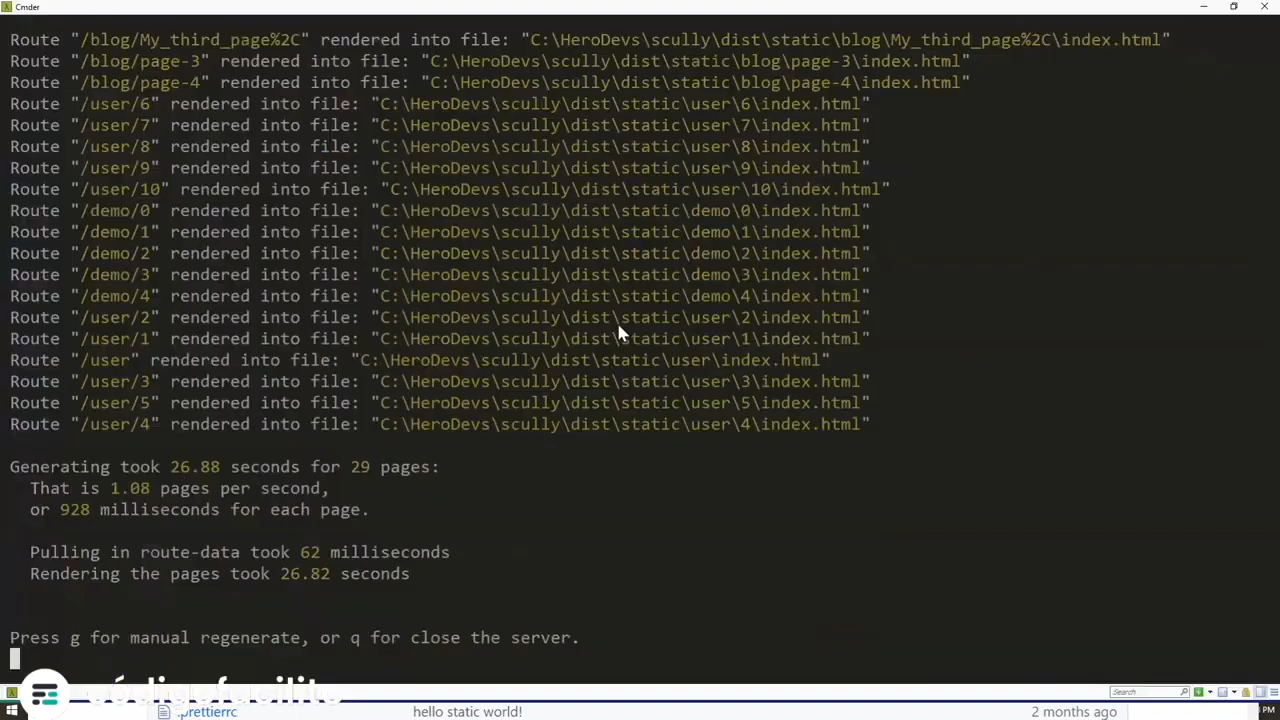 Cmder
Route "/blog/My_third_page%2C" rendered into file: "C:\HeroDevs\scully\dist\static\blog\My_third_page%2C\index.html"
Route "/blog/page-3" rendered into file: "C:\HeroDevs\scully\dist\static\blog\page-3\index.html"
Route "/blog/page-4" rendered into file: "C:\HeroDevs\scully\dist\static\blog\page-4\index.html"
Route "/user/6" rendered into file: "C:\HeroDevs\scully\dist\static\user\6\index.html"
Route "/user/7" rendered into file: "C:\HeroDevs\scully\dist\static\user\7\index.html"
Route "/user/8" rendered into file: "C:\HeroDevs\scully\dist\static\user\8\index.html"
Route "/user/9" rendered into file: "C:\HeroDevs\scully\dist\static\user\9\index.html"
Route "/user/10" rendered into file: "C:\HeroDevs\scully\dist\static\user\10\index.html"
Route "/demo/0" rendered into file: "C:\HeroDevs\scully\dist\static\demo\0\index.html"
Route "/demo/1" rendered into file: "C:\HeroDevs\scully\dist\static\demo\1\index.html"
Route "/demo/2" rendered into file: "C:\HeroDevs\scully\dist\static\demo\2\index.html"
Route "/demo/3" rendered into file: "C:\HeroDevs\scully\dist\static\demo\3\index.html"
Route "/demo/4" rendered into file: "C:\HeroDevs\scully\dist\static\demo\4\index.html"
Route "/user/2" rendered into file: "C:\HeroDevs\scully\dist\static\user\2\index.html"
Route "/user/1" rendered into file: "C:\HeroDevs\scully\dist\static\user\1\index.html"
Route "/user" rendered into file: "C:\HeroDevs\scully\dist\static\user\index.html"
Route "/user/3" rendered into file: "C:\HeroDevs\scully\dist\static\user\3\index.html"
Route "/user/5" rendered into file: "C:\HeroDevs\scully\dist\static\user\5\index.html"
Route "/user/4" rendered into file: "C:\HeroDevs\scully\dist\static\user\4\index.html"
Generating took 26.88 seconds for 29 pages:
That is 1.08 pages per second,
or 928 milliseconds for each page.
Pulling in route-data took 62 milliseconds
Rendering the pages took 26.82 seconds
Press g for manual regenerate, or q for close the server.
códigofacilito
Search
.prettierrc hello static world! 2 months ago PM